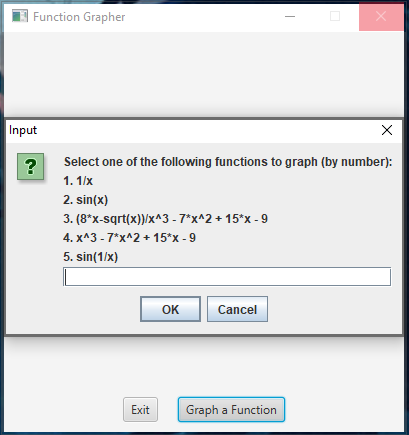 Function Grapher
Input
Select one of the following functions to graph (by number):
1. 1/x
2. sin(x)
3. (8*x-sqrt(x))/x^3 - 7*x^2 + 15*x - 9
4. x^3 - 7*x^2 + 15*x - 9
5. sin(1/x)
OK Cancel
Exit Graph a Function